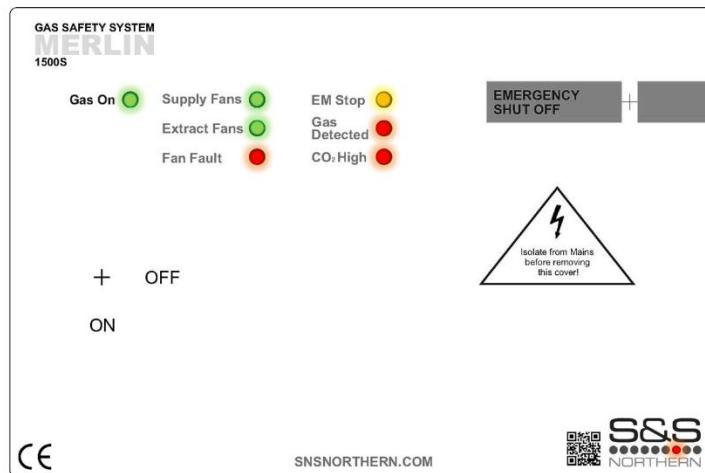 GAS SAFETY SYSTEM
MERLIN
1500S
Gas On
Supply Fans
Extract Fans
Fan Fault
EM Stop
Gas
Detected
CO₂ High
EMERGENCY
SHUT OFF
Isolate from Mains
before removing
this cover!
OFF
ON
CE
SNSNORTHERN.COM
S&S
NORTHERN